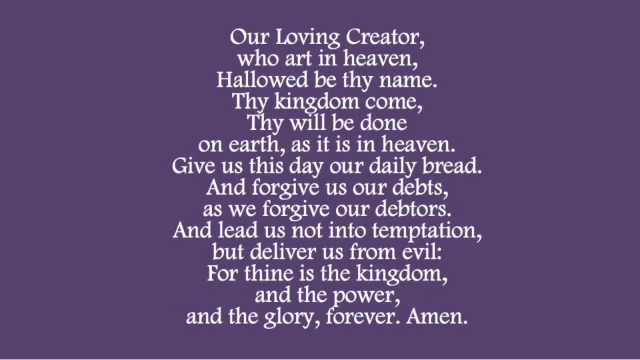 Our Loving Creator,
who art in heaven,
Hallowed be thy name.
Thy kingdom come,
Thy will be done
on earth, as it is in heaven.
Give us this day our daily bread.
And forgive us our debts,
as we forgive our debtors.
And lead us not into temptation,
but deliver us from evil:
For thine is the kingdom,
and the power,
and the glory, forever. Amen.